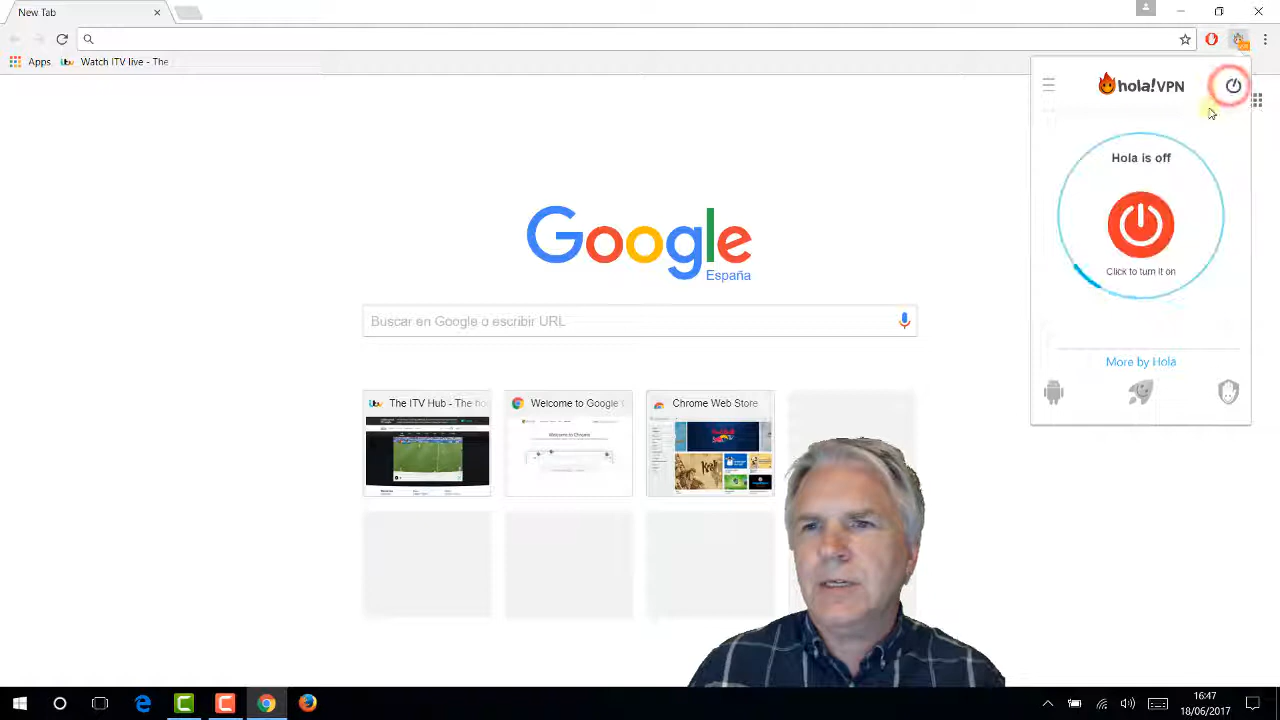 New Tab
Apps
Watch ITV live - The
hola!VPN
Hola is off
Click to turn it on
More by Hola
Google
España
Buscar en Google o escribir URL
The ITV Hub - The ho
Welcome to Google C
Chrome Web Store
16:47
18/06/2017